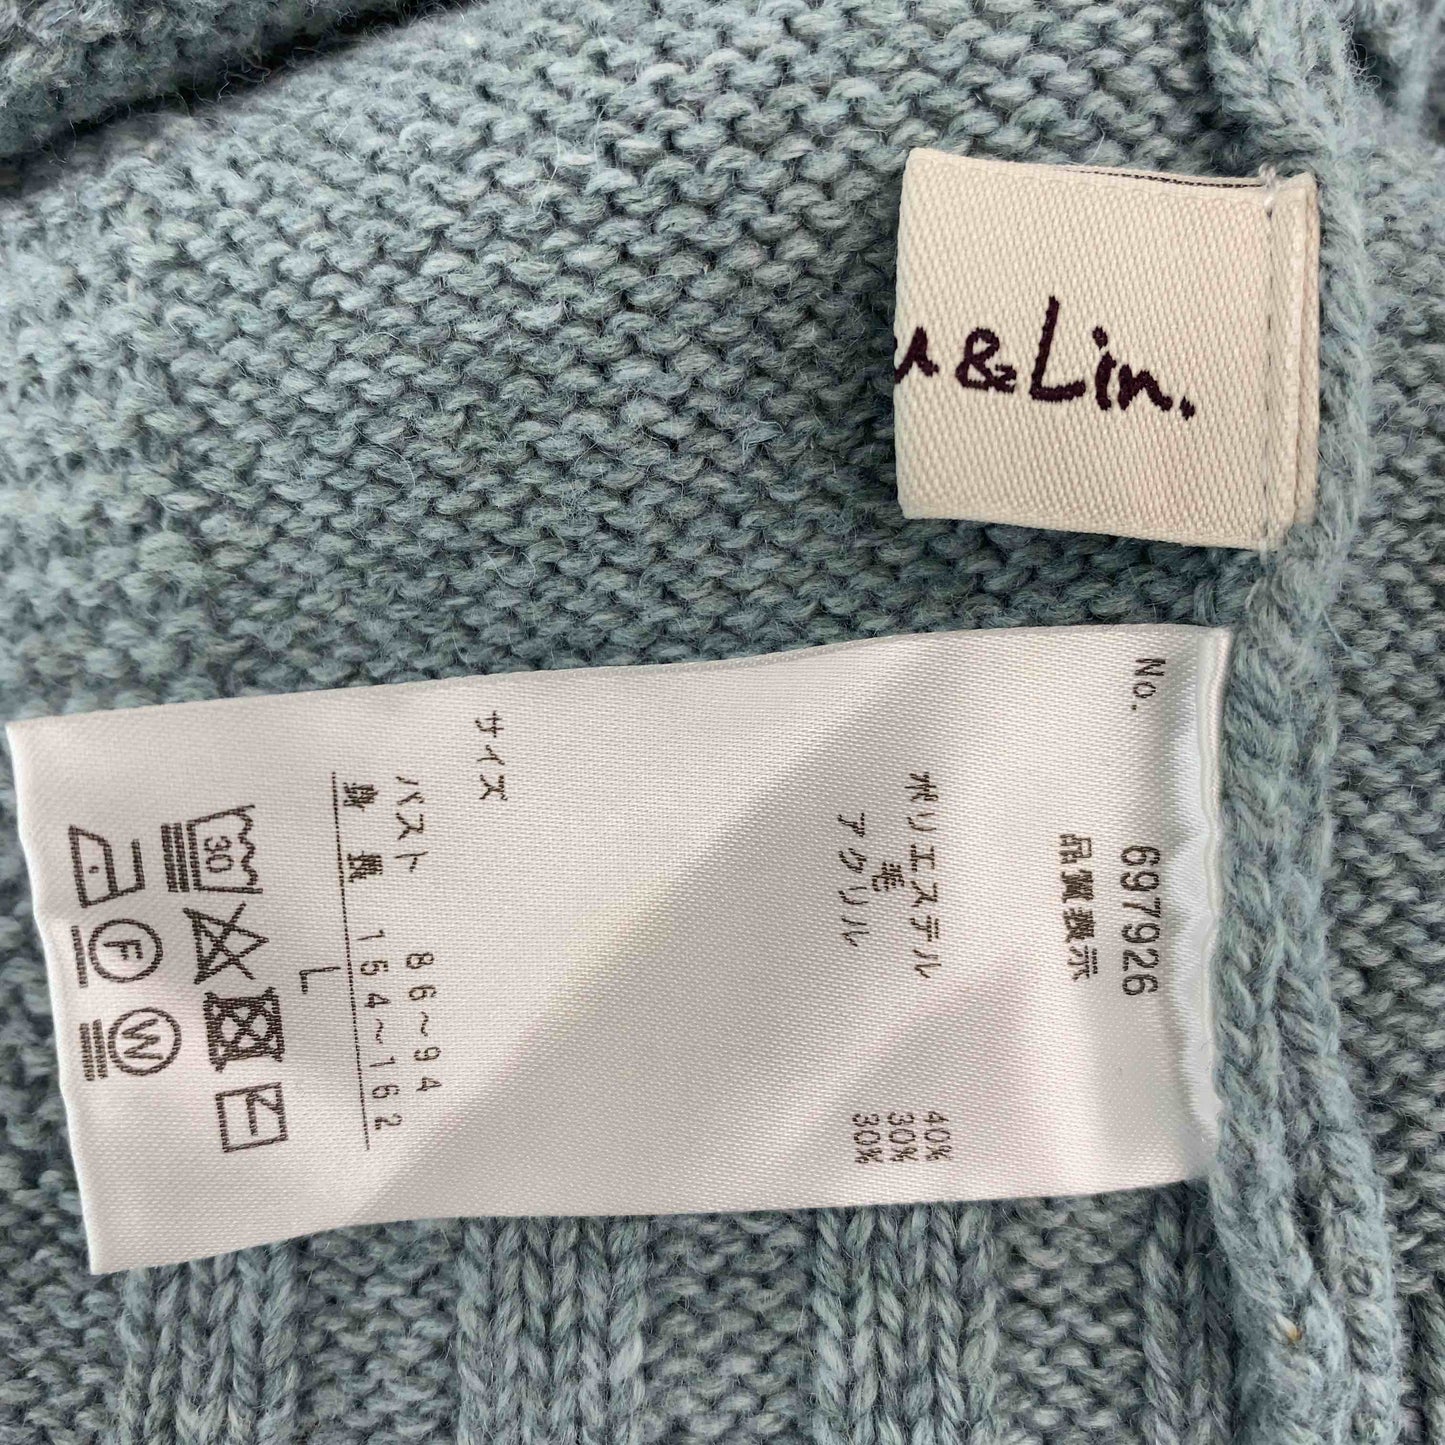 & Lin.
No.
697926
品質表示
ポリエステル 40%
毛 30%
アクリル 30%
サイズ
バスト 86~94
身長 154~162
L
30
F
W